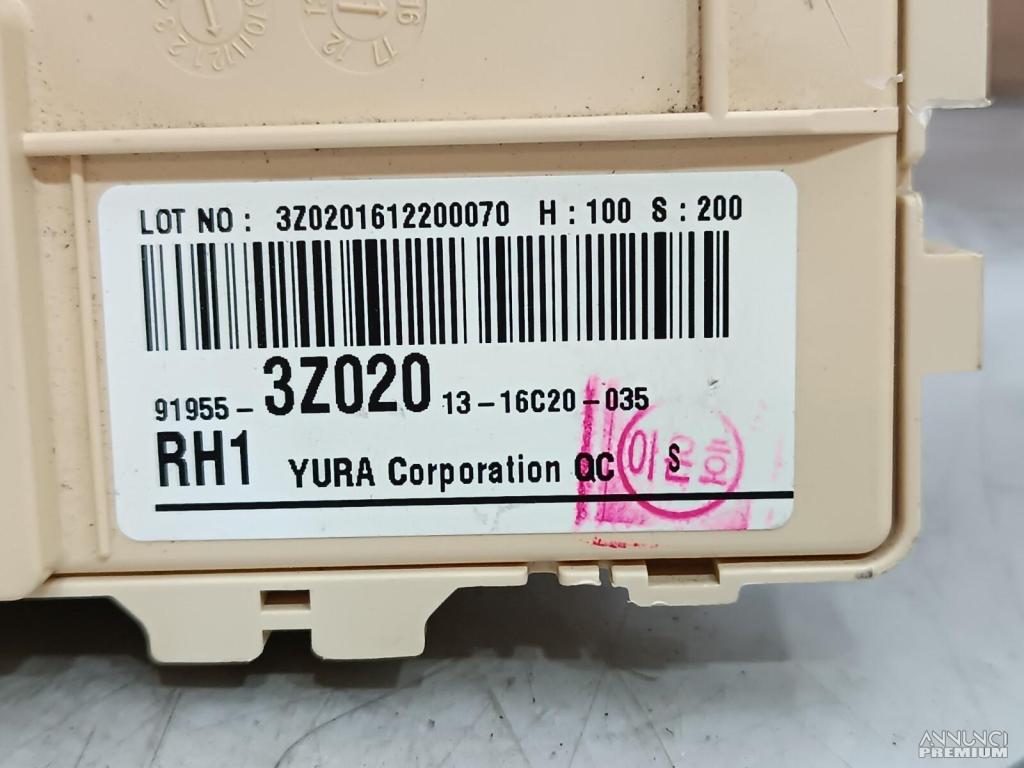 LOT NO : 3Z0201612200070 H : 100 S : 200
91955-3Z020 13-16C20-035
RH1 YURA Corporation QC S
ANNUNCI
PREMIUM